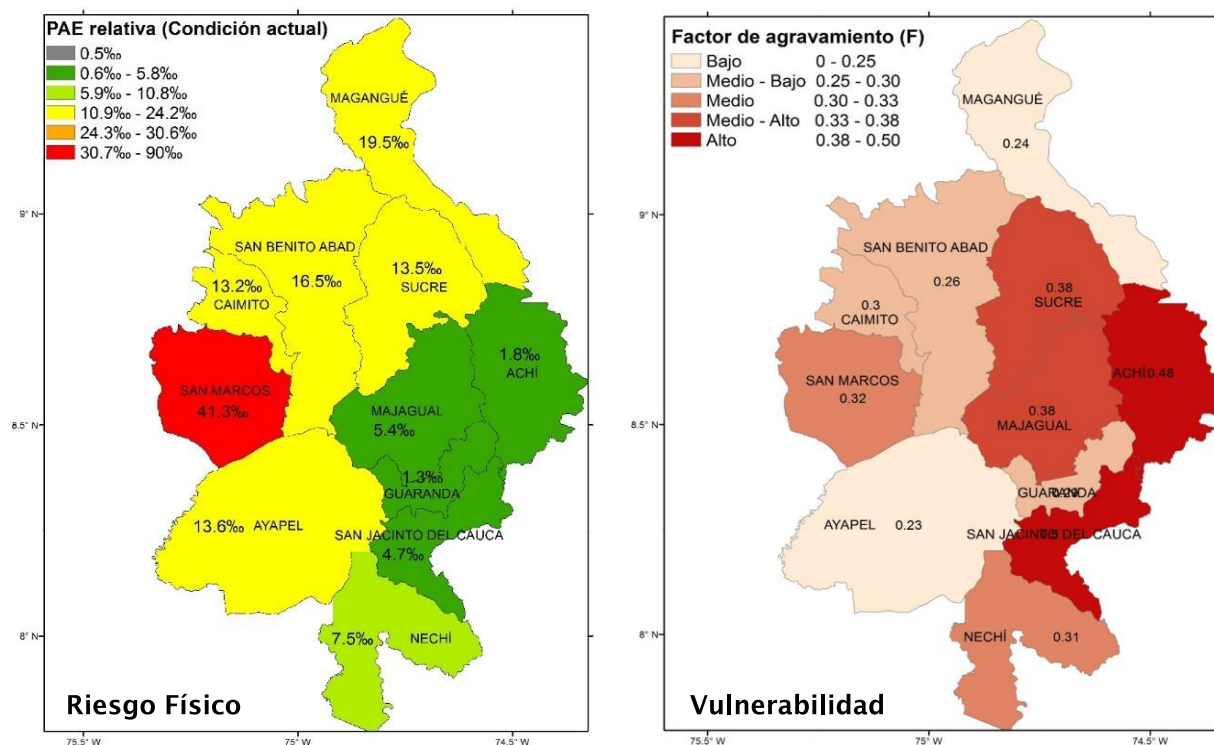 PAE relativa (Condición actual)
0.5‰
0.6‰ - 5.8‰
5.9‰ - 10.8‰
10.9‰ - 24.2‰
24.3‰ - 30.6‰
30.7‰ - 90‰
MAGANGUÉ
19.5‰
9° N
SAN BENITO ABAD
16.5‰
13.5‰
SUCRE
13.2‰
CAIMITO
1.8‰
ACHÍ
SAN MARCOS
41.3‰
8.5° N
MAJAGUAL
5.4‰
1.3‰
GUARANDA
13.6‰ AYAPEL
SAN JACINTO DEL CAUCA
4.7‰
8° N
7.5‰
NECHÍ
Riesgo Físico
75.5° W
75° W
74.5° W
Factor de agravamiento (F)
Bajo 0 - 0.25
Medio - Bajo 0.25 - 0.30
Medio 0.30 - 0.33
Medio - Alto 0.33 - 0.38
Alto 0.38 - 0.50
MAGANGUÉ
0.24
9° N
SAN BENITO ABAD
0.26
0.38
SUCRE
0.3
CAIMITO
ACHÍ 0.48
SAN MARCOS
0.32
8.5° N
0.38
MAJAGUAL
GUARANDA
0.29
AYAPEL 0.23
SAN JACINTO DEL CAUCA
0.5
8° N
NECHÍ 0.31
Vulnerabilidad
75.5° W
75° W
74.5° W